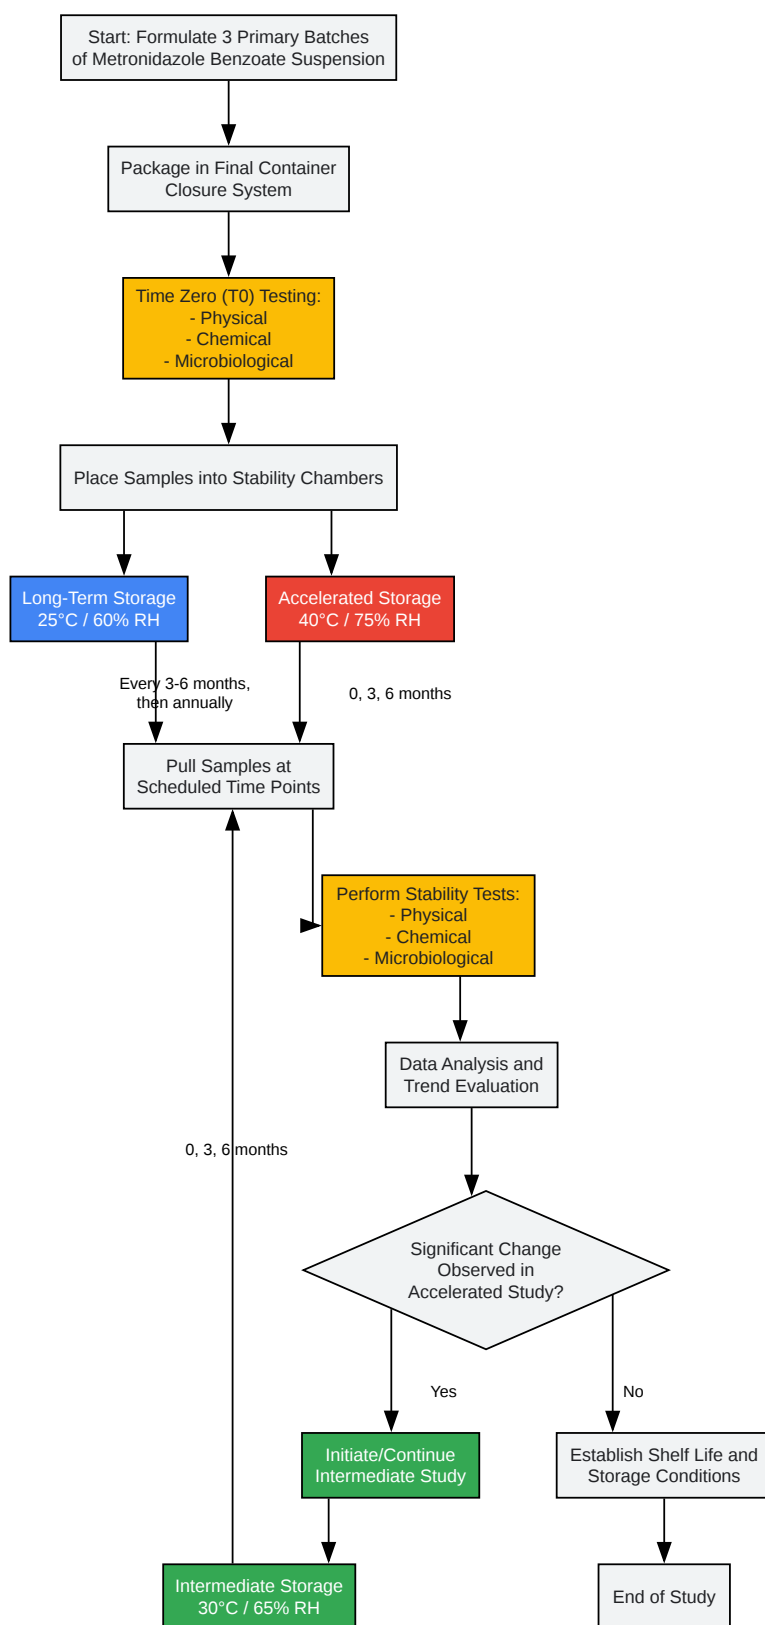 Start: Formulate 3 Primary Batches
of Metronidazole Benzoate Suspension
Package in Final Container
Closure System
Time Zero (T0) Testing:
- Physical
- Chemical
- Microbiological
Place Samples into Stability Chambers
Long-Term Storage
25°C / 60% RH
Accelerated Storage
40°C / 75% RH
Every 3-6 months,
then annually
0, 3, 6 months
Pull Samples at
Scheduled Time Points
Perform Stability Tests:
- Physical
- Chemical
- Microbiological
Data Analysis and
Trend Evaluation
0, 3, 6 months
Significant Change
Observed in
Accelerated Study?
Yes
No
Initiate/Continue
Intermediate Study
Establish Shelf Life and
Storage Conditions
Intermediate Storage
30°C / 65% RH
End of Study